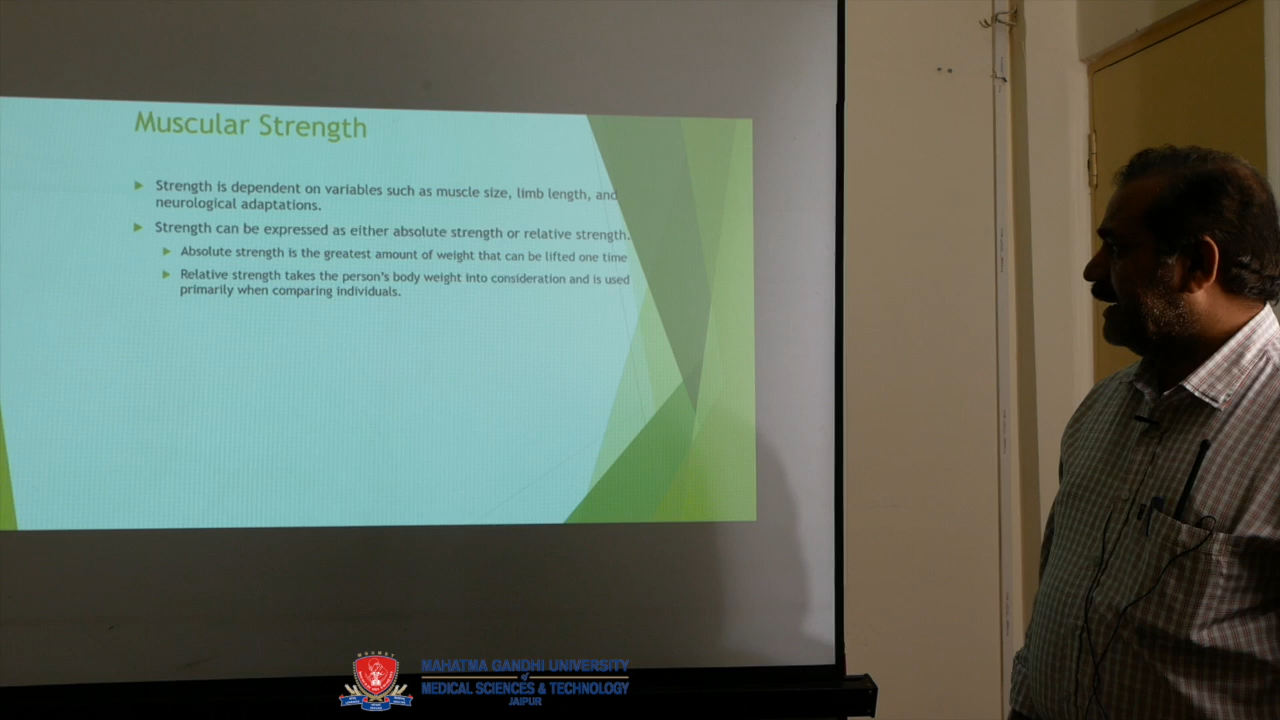 Muscular Strength
Strength is dependent on variables such as muscle size, limb length, and
neurological adaptations.
Strength can be expressed as either absolute strength or relative strength.
Absolute strength is the greatest amount of weight that can be lifted one time
Relative strength takes the person's body weight into consideration and is used
primarily when comparing individuals.
MAHATMA GANDHI UNIVERSITY
of
MEDICAL SCIENCES & TECHNOLOGY
JAIPUR